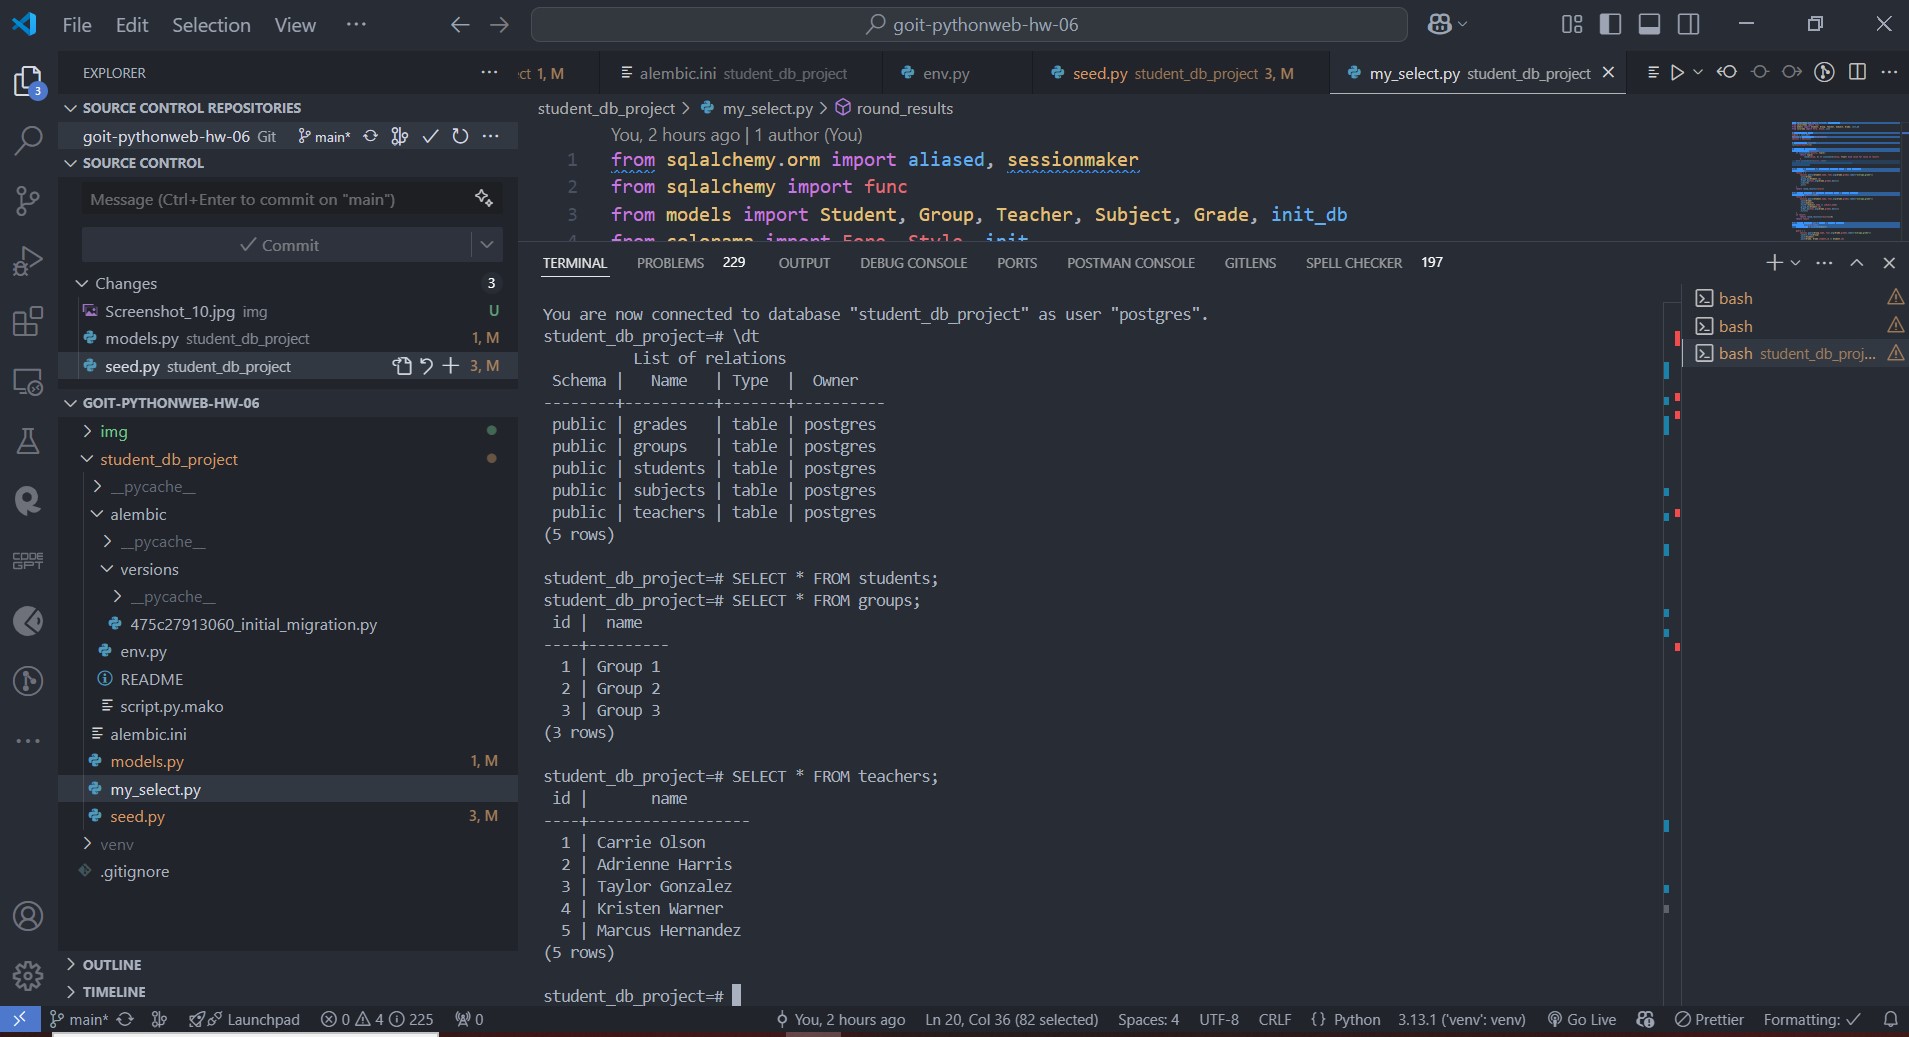 File Edit Selection View ···
goit-pythonweb-hw-06
EXPLORER ···
SOURCE CONTROL REPOSITORIES
goit-pythonweb-hw-06 Git main* ···
SOURCE CONTROL
Message (Ctrl+Enter to commit on "main")
Commit
Changes 3
Screenshot_10.jpg img U
models.py student_db_project 1, M
seed.py student_db_project 3, M
GOIT-PYTHONWEB-HW-06
img
student_db_project
__pycache__
alembic
__pycache__
versions
__pycache__
475c27913060_initial_migration.py
env.py
README
script.py.mako
alembic.ini
models.py 1, M
my_select.py
seed.py 3, M
venv
.gitignore
OUTLINE
TIMELINE
3
CODE
GPT
ct 1, M alembic.ini student_db_project env.py seed.py student_db_project 3, M my_select.py student_db_project
student_db_project > my_select.py > round_results
You, 2 hours ago | 1 author (You)
1 from sqlalchemy.orm import aliased, sessionmaker
2 from sqlalchemy import func
3 from models import Student, Group, Teacher, Subject, Grade, init_db
4 from colorama import Fore, Style, init
TERMINAL PROBLEMS 229 OUTPUT DEBUG CONSOLE PORTS POSTMAN CONSOLE GITLENS SPELL CHECKER 197
bash
bash
bash student_db_proj...
You are now connected to database "student_db_project" as user "postgres".
student_db_project=# \dt
List of relations
Schema | Name | Type | Owner
--------+----------+-------+----------
public | grades | table | postgres
public | groups | table | postgres
public | students | table | postgres
public | subjects | table | postgres
public | teachers | table | postgres
(5 rows)
student_db_project=# SELECT * FROM students;
student_db_project=# SELECT * FROM groups;
id | name
----+---------
1 | Group 1
2 | Group 2
3 | Group 3
(3 rows)
student_db_project=# SELECT * FROM teachers;
id | name
----+------------------
1 | Carrie Olson
2 | Adrienne Harris
3 | Taylor Gonzalez
4 | Kristen Warner
5 | Marcus Hernandez
(5 rows)
student_db_project=#
main* Launchpad 0 4 225 0 You, 2 hours ago Ln 20, Col 36 (82 selected) Spaces: 4 UTF-8 CRLF {} Python 3.13.1 ('venv': venv) Go Live Prettier Formatting: ✓